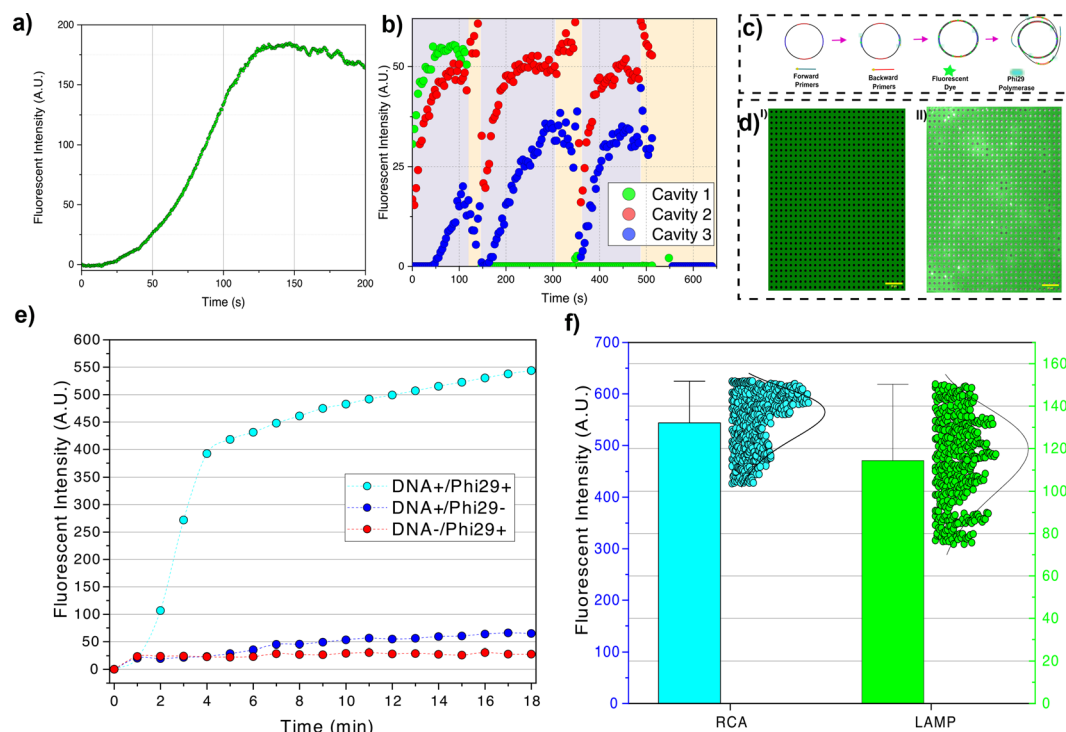 a)
200
175
150
125
100
75
50
25
0
Fluorescent Intensity (A.U.)
0 50 100 150 200
Time (s)
b)
50
25
0
Fluorescent Intensity (A.U.)
Cavity 1
Cavity 2
Cavity 3
0 100 200 300 400 500 600
Time (s)
c)
Forward
Primers
Backward
Primers
Fluorescent
Dye
Phi29
Polymerase
d)
I)
II)
e)
600
550
500
450
400
350
300
250
200
150
100
50
0
Fluorescent Intensity (A.U.)
DNA+/Phi29+
DNA+/Phi29-
DNA-/Phi29+
0 2 4 6 8 10 12 14 16 18
Time (min)
f)
700
600
500
400
300
200
100
0
Fluorescent Intensity (A.U.)
160
140
120
100
80
60
40
20
0
RCA LAMP